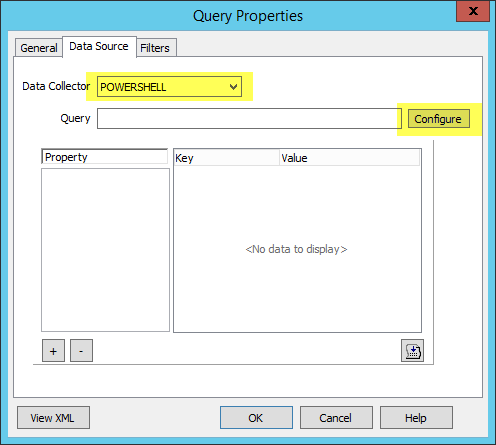 Query Properties
x
General Data Source Filters
Data Collector POWERSHELL
Query Configure
Property Key Value
<No data to display>
+ -
View XML OK Cancel Help